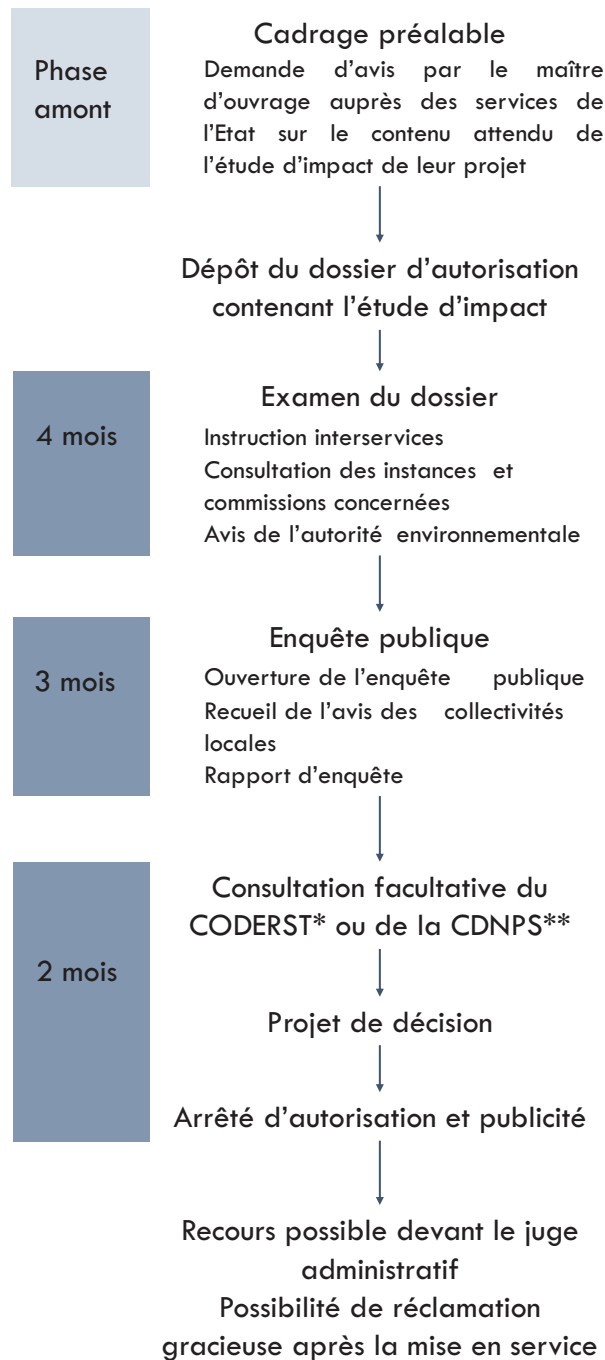 Phase
amont
Cadrage préalable
Demande d'avis par le maître
d'ouvrage auprès des services de
l'Etat sur le contenu attendu de
l'étude d'impact de leur projet
Dépôt du dossier d'autorisation
contenant l'étude d'impact
4 mois
Examen du dossier
Instruction interservices
Consultation des instances et
commissions concernées
Avis de l'autorité environnementale
3 mois
Enquête publique
Ouverture de l'enquête publique
Recueil de l'avis des collectivités
locales
Rapport d'enquête
2 mois
Consultation facultative du
CODERST* ou de la CDNPS**
Projet de décision
Arrêté d'autorisation et publicité
Recours possible devant le juge
administratif
Possibilité de réclamation
gracieuse après la mise en service